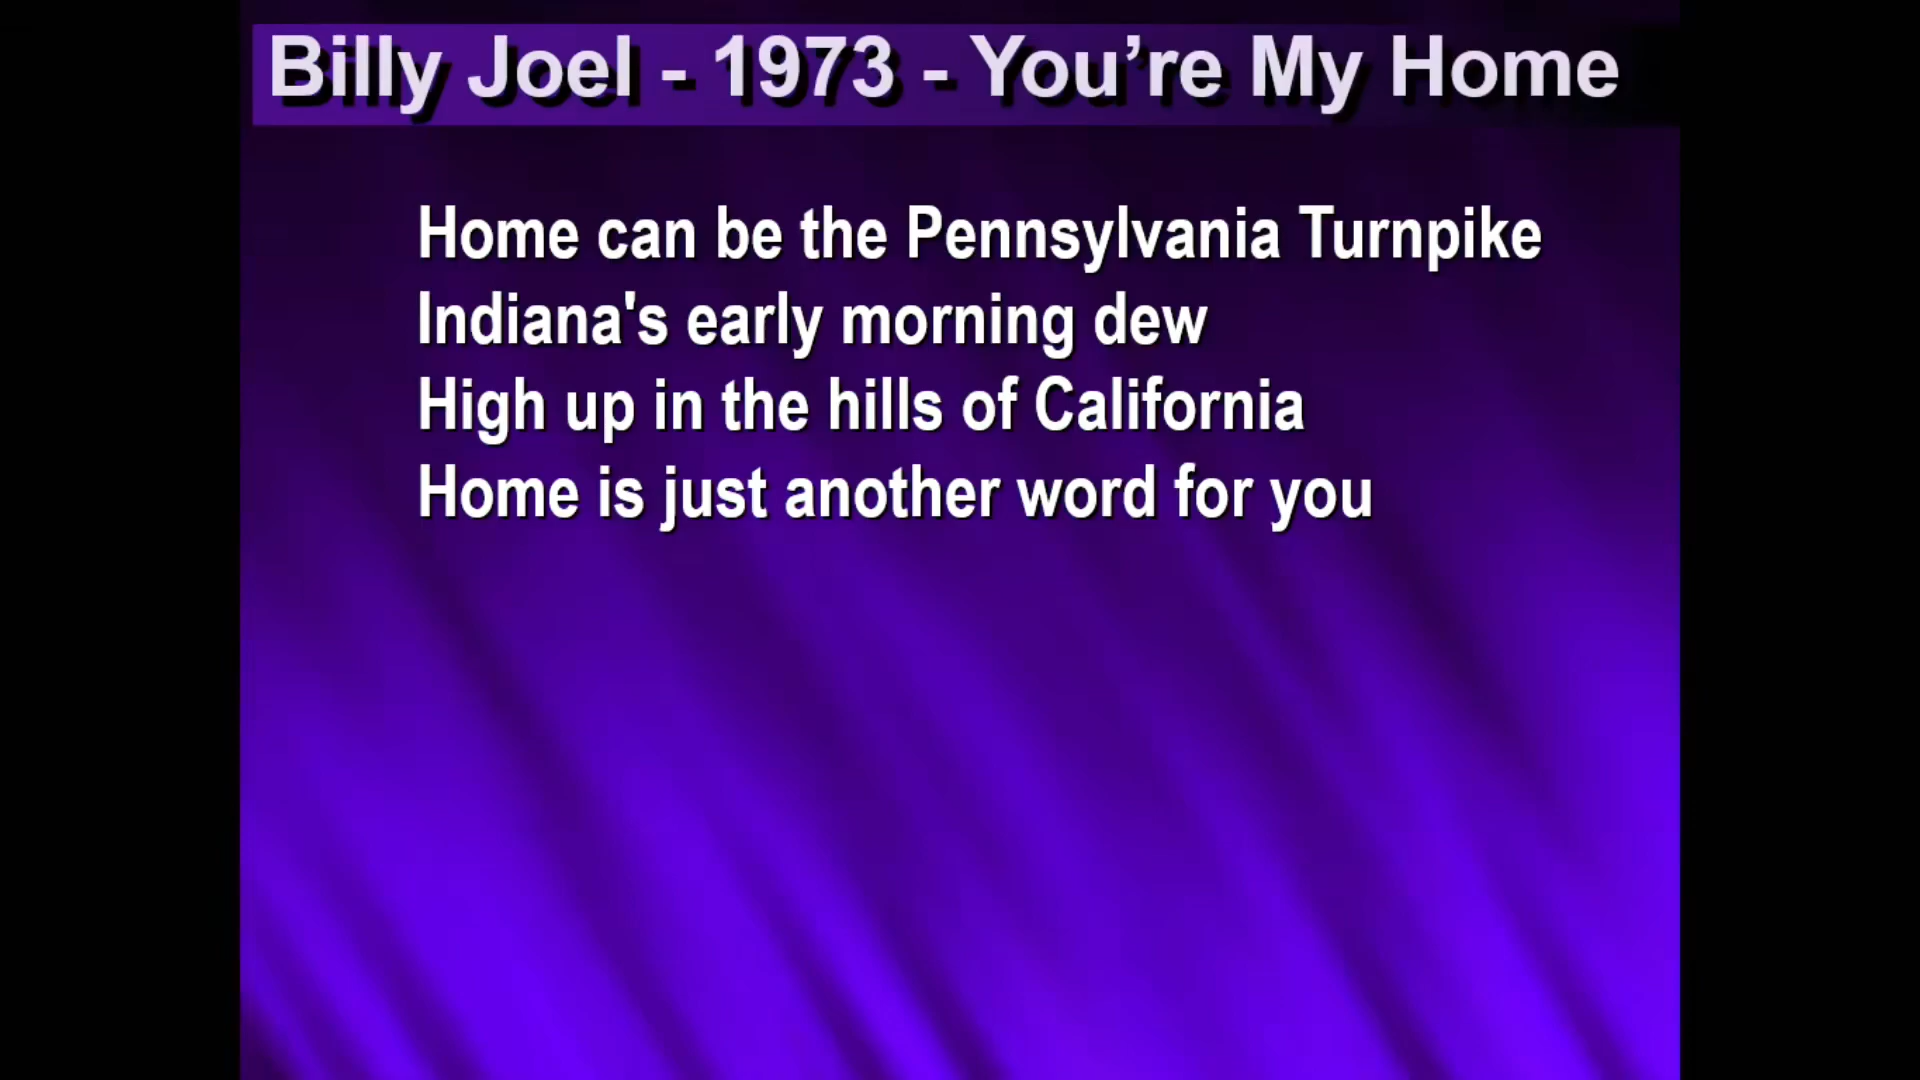 Billy Joel - 1973 - You’re My Home
Home can be the Pennsylvania Turnpike
Indiana's early morning dew
High up in the hills of California
Home is just another word for you